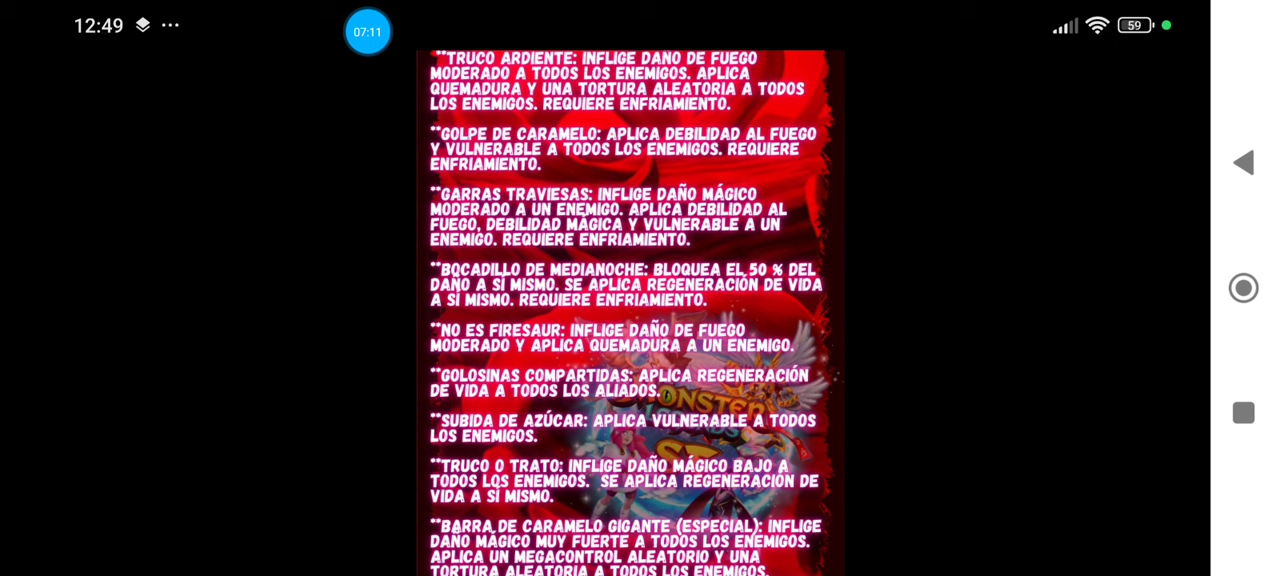 12:49
07:11
59
**TRUCO ARDIENTE: INFLIGE DAÑO DE FUEGO
MODERADO A TODOS LOS ENEMIGOS. APLICA
QUEMADURA Y UNA TORTURA ALEATORIA A TODOS
LOS ENEMIGOS. REQUIERE ENFRIAMIENTO.
**GOLPE DE CARAMELO: APLICA DEBILIDAD AL FUEGO
Y VULNERABLE A TODOS LOS ENEMIGOS. REQUIERE
ENFRIAMIENTO.
**GARRAS TRAVIESAS: INFLIGE DAÑO MÁGICO
MODERADO A UN ENEMIGO. APLICA DEBILIDAD AL
FUEGO, DEBILIDAD MÁGICA Y VULNERABLE A UN
ENEMIGO. REQUIERE ENFRIAMIENTO.
**BOCADILLO DE MEDIANOCHE: BLOQUEA EL 50 % DEL
DAÑO A SÍ MISMO. SE APLICA REGENERACIÓN DE VIDA
A SÍ MISMO. REQUIERE ENFRIAMIENTO.
**NO ES FIRESAUR: INFLIGE DAÑO DE FUEGO
MODERADO Y APLICA QUEMADURA A UN ENEMIGO.
**GOLOSINAS COMPARTIDAS: APLICA REGENERACIÓN
DE VIDA A TODOS LOS ALIADOS.
**SUBIDA DE AZÚCAR: APLICA VULNERABLE A TODOS
LOS ENEMIGOS.
**TRUCO O TRATO: INFLIGE DAÑO MÁGICO BAJO A
TODOS LOS ENEMIGOS. SE APLICA REGENERACIÓN DE
VIDA A SÍ MISMO.
**BARRA DE CARAMELO GIGANTE (ESPECIAL): INFLIGE
DAÑO MÁGICO MUY FUERTE A TODOS LOS ENEMIGOS.
APLICA UN MEGACONTROL ALEATORIO Y UNA
TORTURA ALEATORIA A TODOS LOS ENEMIGOS.